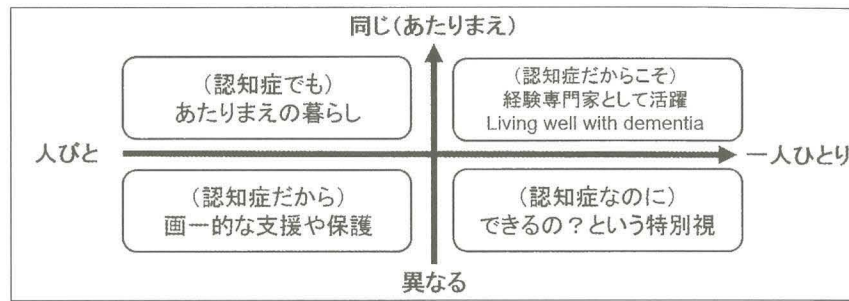 同じ(あたりまえ)
(認知症でも)
あたりまえの暮らし
(認知症だからこそ)
経験専門家として活躍
Living well with dementia
人びと
一人ひとり
(認知症だから)
画一的な支援や保護
(認知症なのに)
できるの?という特別視
異なる